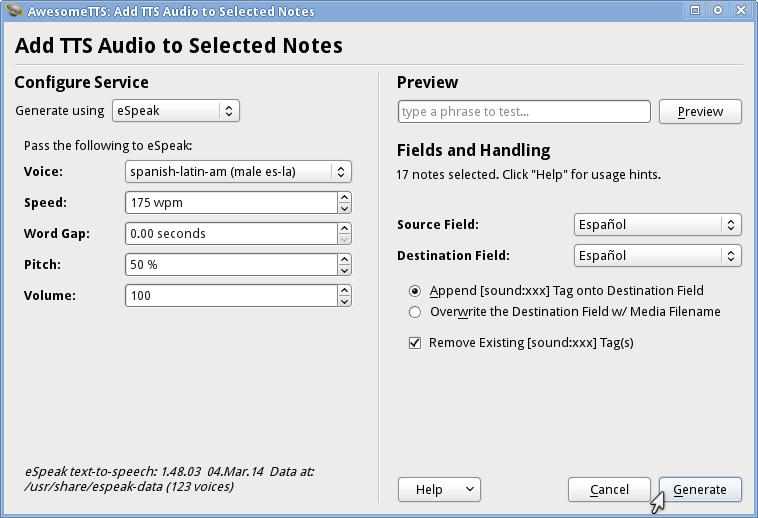 AwesomeTTS: Add TTS Audio to Selected Notes
Add TTS Audio to Selected Notes
Configure Service
Generate using eSpeak
Pass the following to eSpeak:
Voice: spanish-latin-am (male es-la)
Speed: 175 wpm
Word Gap: 0.00 seconds
Pitch: 50 %
Volume: 100
eSpeak text-to-speech: 1.48.03 04.Mar.14 Data at:
/usr/share/espeak-data (123 voices)
Preview
type a phrase to test... Preview
Fields and Handling
17 notes selected. Click "Help" for usage hints.
Source Field: Español
Destination Field: Español
Append [sound:xxx] Tag onto Destination Field
Overwrite the Destination Field w/ Media Filename
Remove Existing [sound:xxx] Tag(s)
Help Cancel Generate